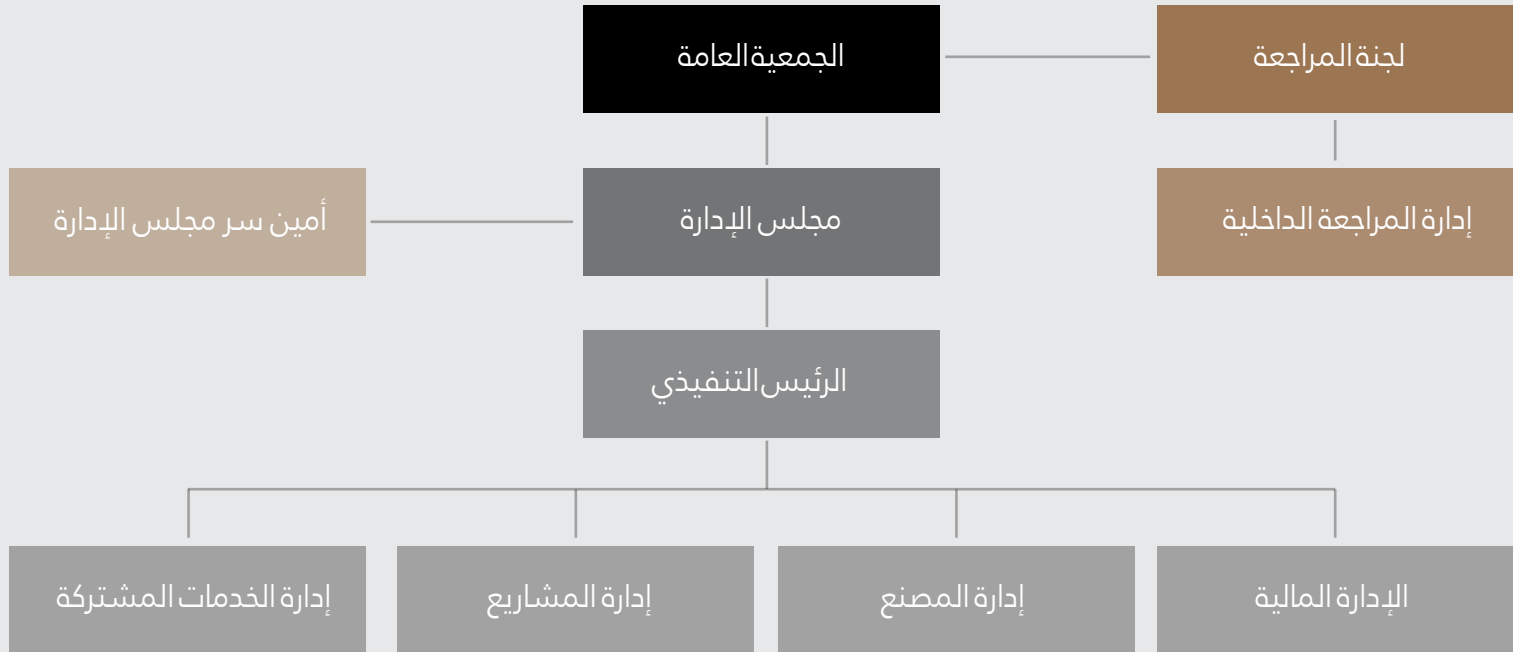 لجنة المراجعة
الجمعية العامة
إدارة المراجعة الداخلية
مجلس الإدارة
أمين سر مجلس الإدارة
الرئيس التنفيذي
الإدارة المالية
إدارة المصنع
إدارة المشاريع
إدارة الخدمات المشتركة